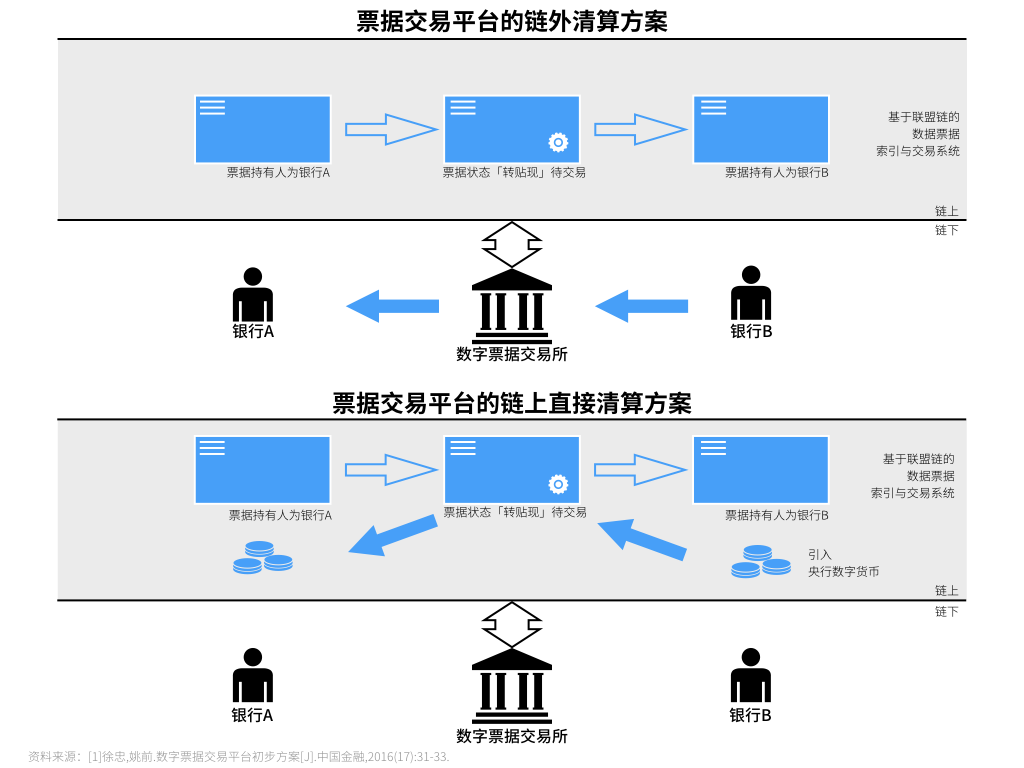 票据交易平台的链外清算方案
基于联盟链的
数据票据
索引与交易系统
票据持有人为银行A
票据状态「转贴现」待交易
票据持有人为银行B
链上
链下
银行A
数字票据交易所
银行B
票据交易平台的链上直接清算方案
基于联盟链的
数据票据
索引与交易系统
票据持有人为银行A
票据状态「转贴现」待交易
票据持有人为银行B
引入
央行数字货币
链上
链下
银行A
数字票据交易所
银行B
资料来源：[1]徐忠,姚前.数字票据交易平台初步方案[J].中国金融,2016(17):31-33.